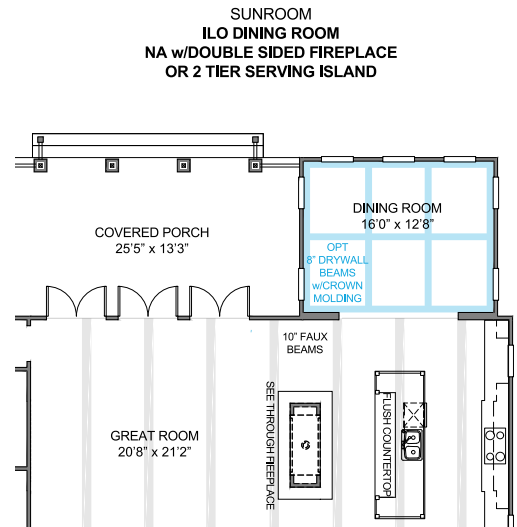 SUNROOM
ILO DINING ROOM
NA w/DOUBLE SIDED FIREPLACE
OR 2 TIER SERVING ISLAND
DINING ROOM
16'0" x 12'8"
COVERED PORCH
25'5" x 13'3"
OPT
8" DRYWALL
BEAMS
w/CROWN
MOLDING
10" FAUX
BEAMS
SEE THROUGH FIREPLACE
FLUSH COUNTERTOP
GREAT ROOM
20'8" x 21'2"